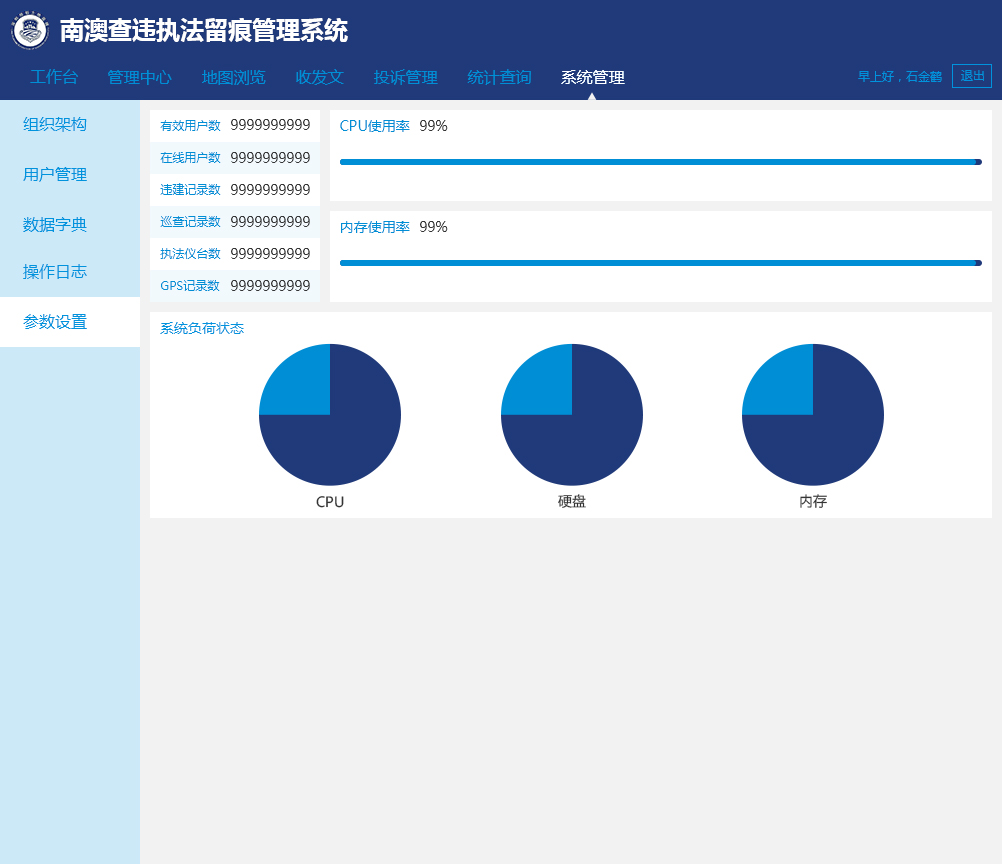 南澳查违执法留痕管理系统
工作台 管理中心 地图浏览 收发文 投诉管理 统计查询 系统管理 早上好，石金鹤 退出
组织架构
用户管理
数据字典
操作日志
参数设置
有效用户数 9999999999
在线用户数 9999999999
违建记录数 9999999999
巡查记录数 9999999999
执法仪台数 9999999999
GPS记录数 9999999999
CPU使用率 99%
内存使用率 99%
系统负荷状态
CPU 硬盘 内存